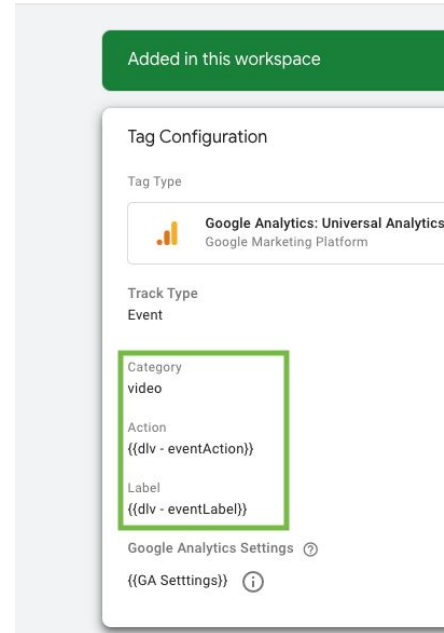 Added in this workspace
Tag Configuration
Tag Type
Google Analytics: Universal Analytics
Google Marketing Platform
Track Type
Event
Category
video
Action
{{dlv - eventAction}}
Label
{{dlv - eventLabel}}
Google Analytics Settings
{{GA Setttings}}